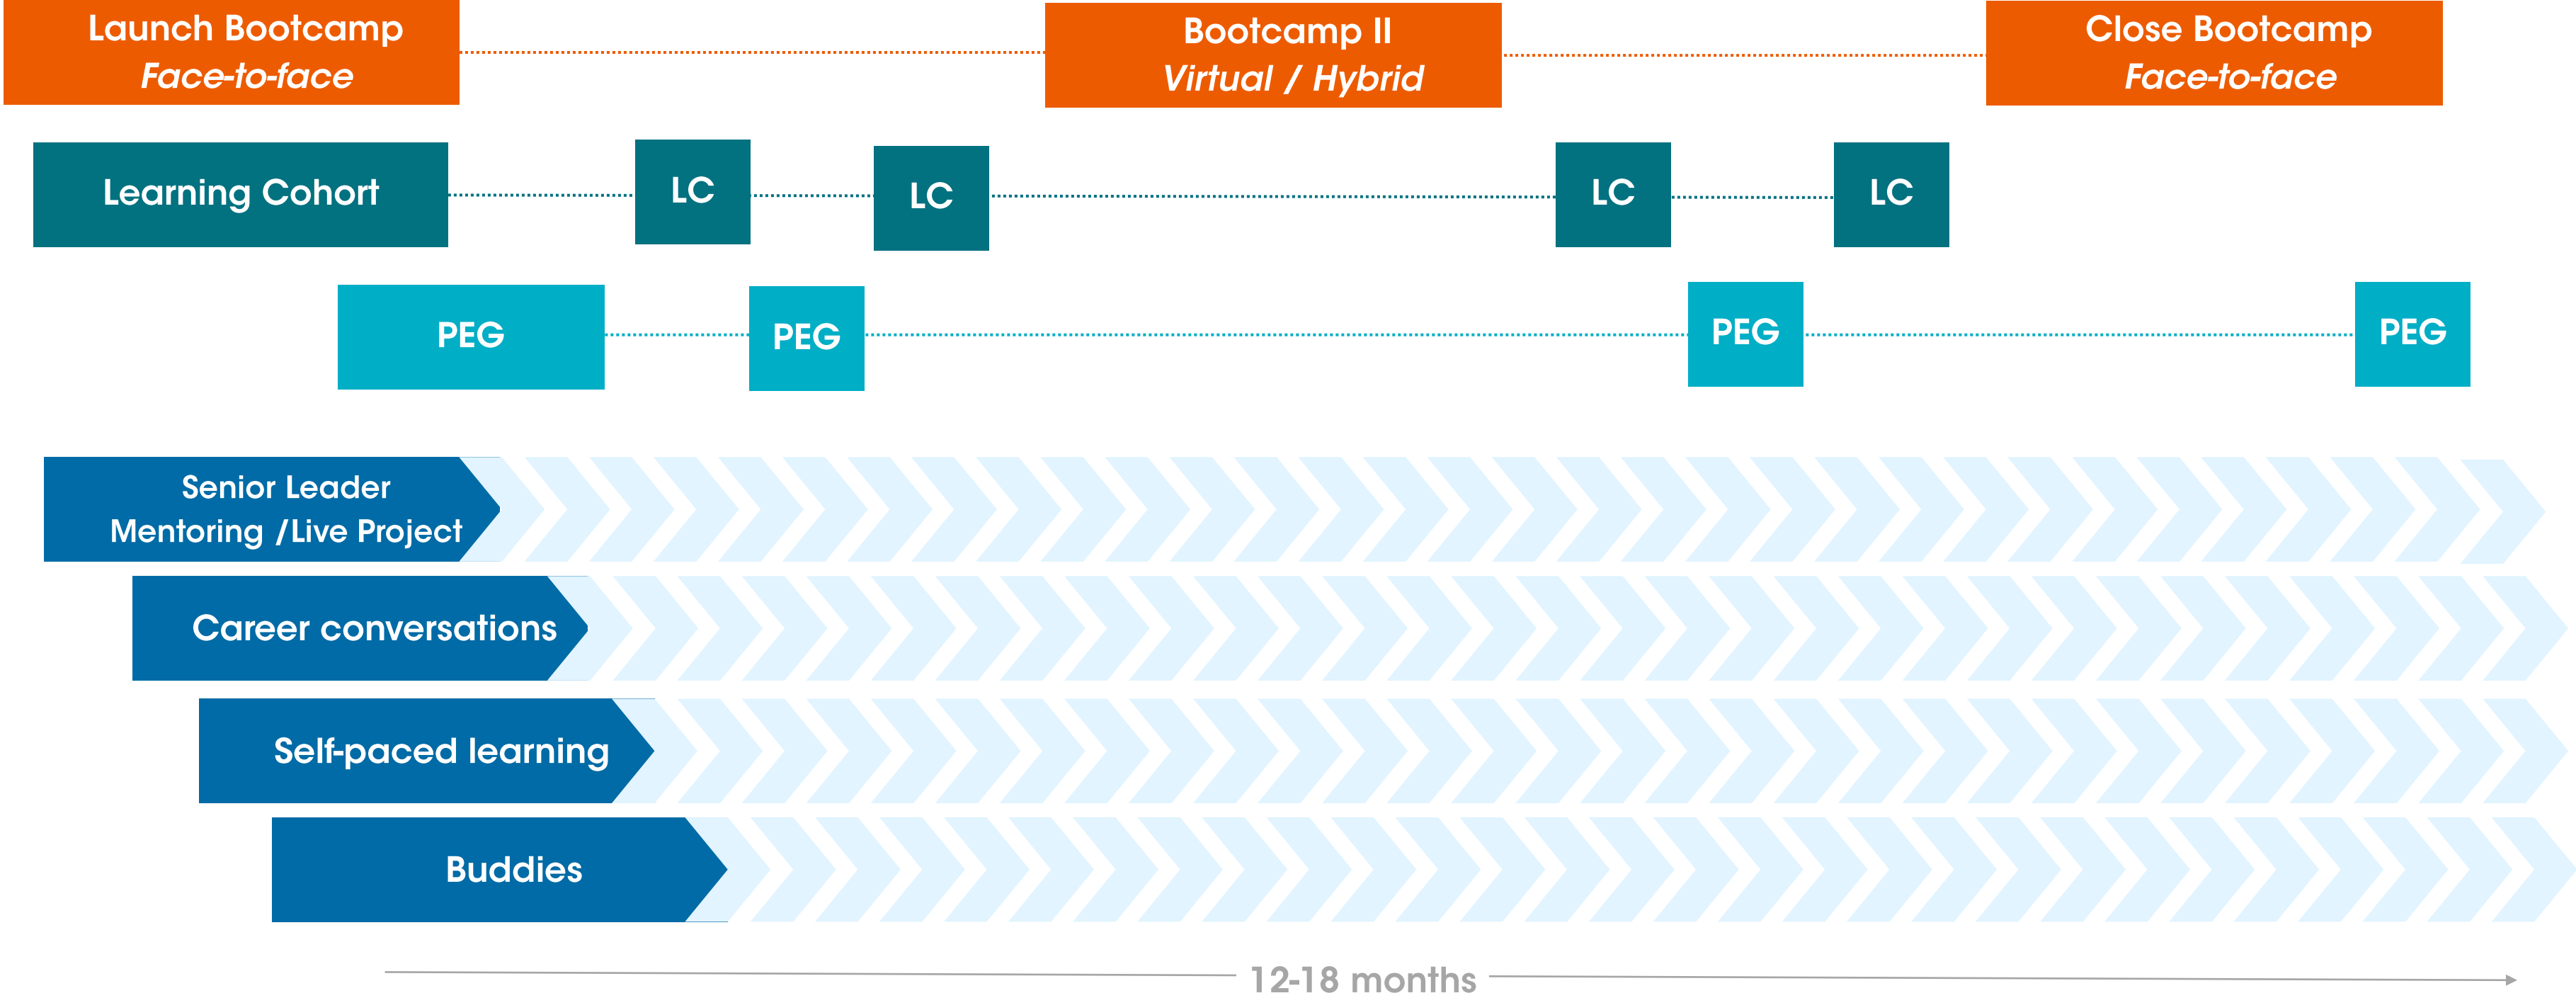 Launch Bootcamp
Face-to-face
Bootcamp II
Virtual / Hybrid
Close Bootcamp
Face-to-face
Learning Cohort
LC
LC
LC
LC
PEG
PEG
PEG
PEG
Senior Leader
Mentoring /Live Project
Career conversations
Self-paced learning
Buddies
12-18 months